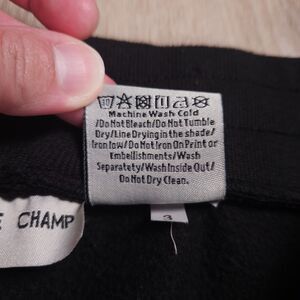 Machine Wash Cold
/Do Not Bleach/Do Not Tumble
Dry/Line Drying in the shade/
Iron low/Do Not Iron On Print or
Embellishments/Wash
Separately/Wash Inside Out/
Do Not Dry Clean.
E CHAMP
3